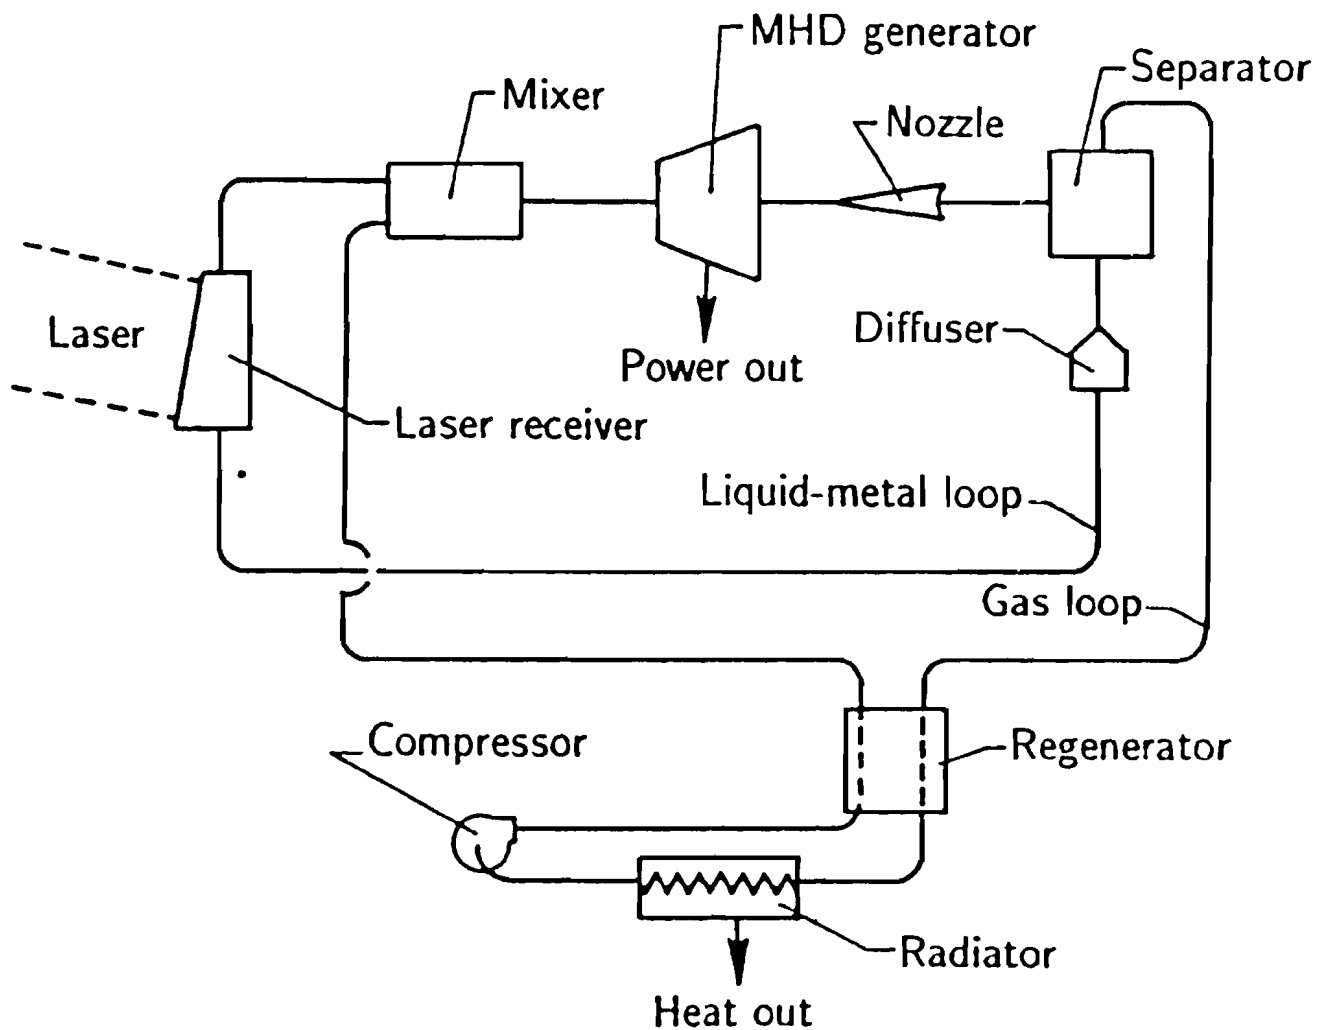 MHD generator
Separator
Mixer
Nozzle
Laser
Diffuser
Power out
Laser receiver
Liquid-metal loop
Gas loop
Compressor
Regenerator
Radiator
Heat out